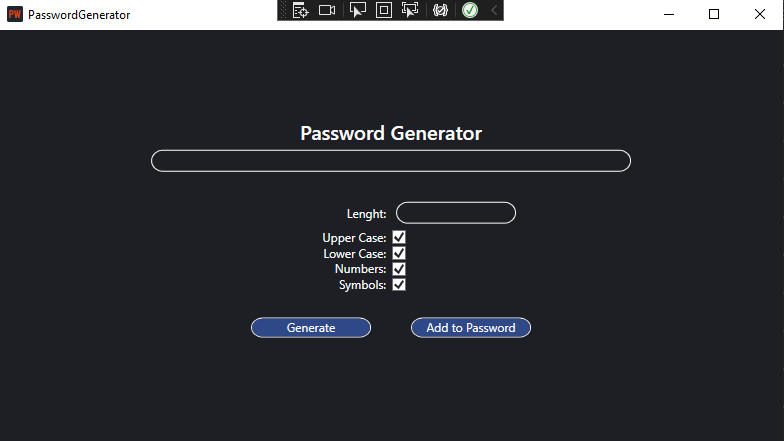 PW PasswordGenerator
Password Generator
Lenght:
Upper Case:
Lower Case:
Numbers:
Symbols:
Generate Add to Password